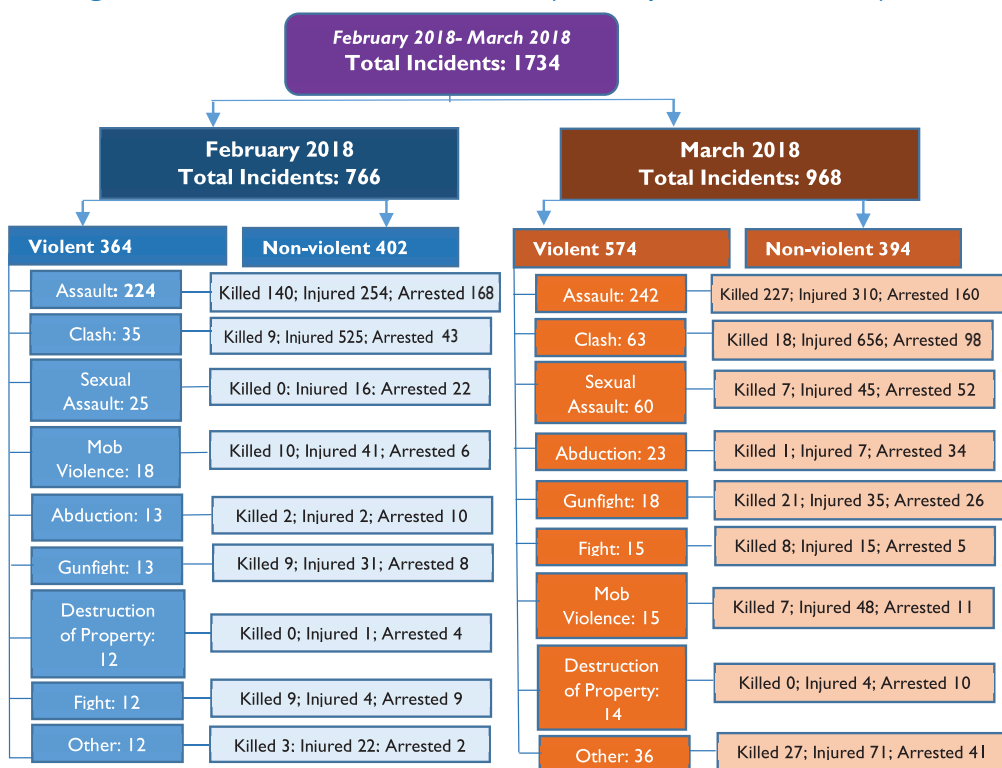 February 2018- March 2018
Total Incidents: 1734
February 2018
Total Incidents: 766
March 2018
Total Incidents: 968
Violent 364
Non-violent 402
Assault: 224
Killed 140; Injured 254; Arrested 168
Clash: 35
Killed 9; Injured 525; Arrested 43
Sexual
Assault: 25
Killed 0; Injured 16; Arrested 22
Mob
Violence: 18
Killed 10; Injured 41; Arrested 6
Abduction: 13
Killed 2; Injured 2; Arrested 10
Gunfight: 13
Killed 9; Injured 31; Arrested 8
Destruction
of Property:
12
Killed 0; Injured 1; Arrested 4
Fight: 12
Killed 9; Injured 4; Arrested 9
Other: 12
Killed 3; Injured 22; Arrested 2
Violent 574
Non-violent 394
Assault: 242
Killed 227; Injured 310; Arrested 160
Clash: 63
Killed 18; Injured 656; Arrested 98
Sexual
Assault: 60
Killed 7; Injured 45; Arrested 52
Abduction: 23
Killed 1; Injured 7; Arrested 34
Gunfight: 18
Killed 21; Injured 35; Arrested 26
Fight: 15
Killed 8; Injured 15; Arrested 5
Mob
Violence: 15
Killed 7; Injured 48; Arrested 11
Destruction
of Property:
14
Killed 0; Injured 4; Arrested 10
Other: 36
Killed 27; Injured 71; Arrested 41